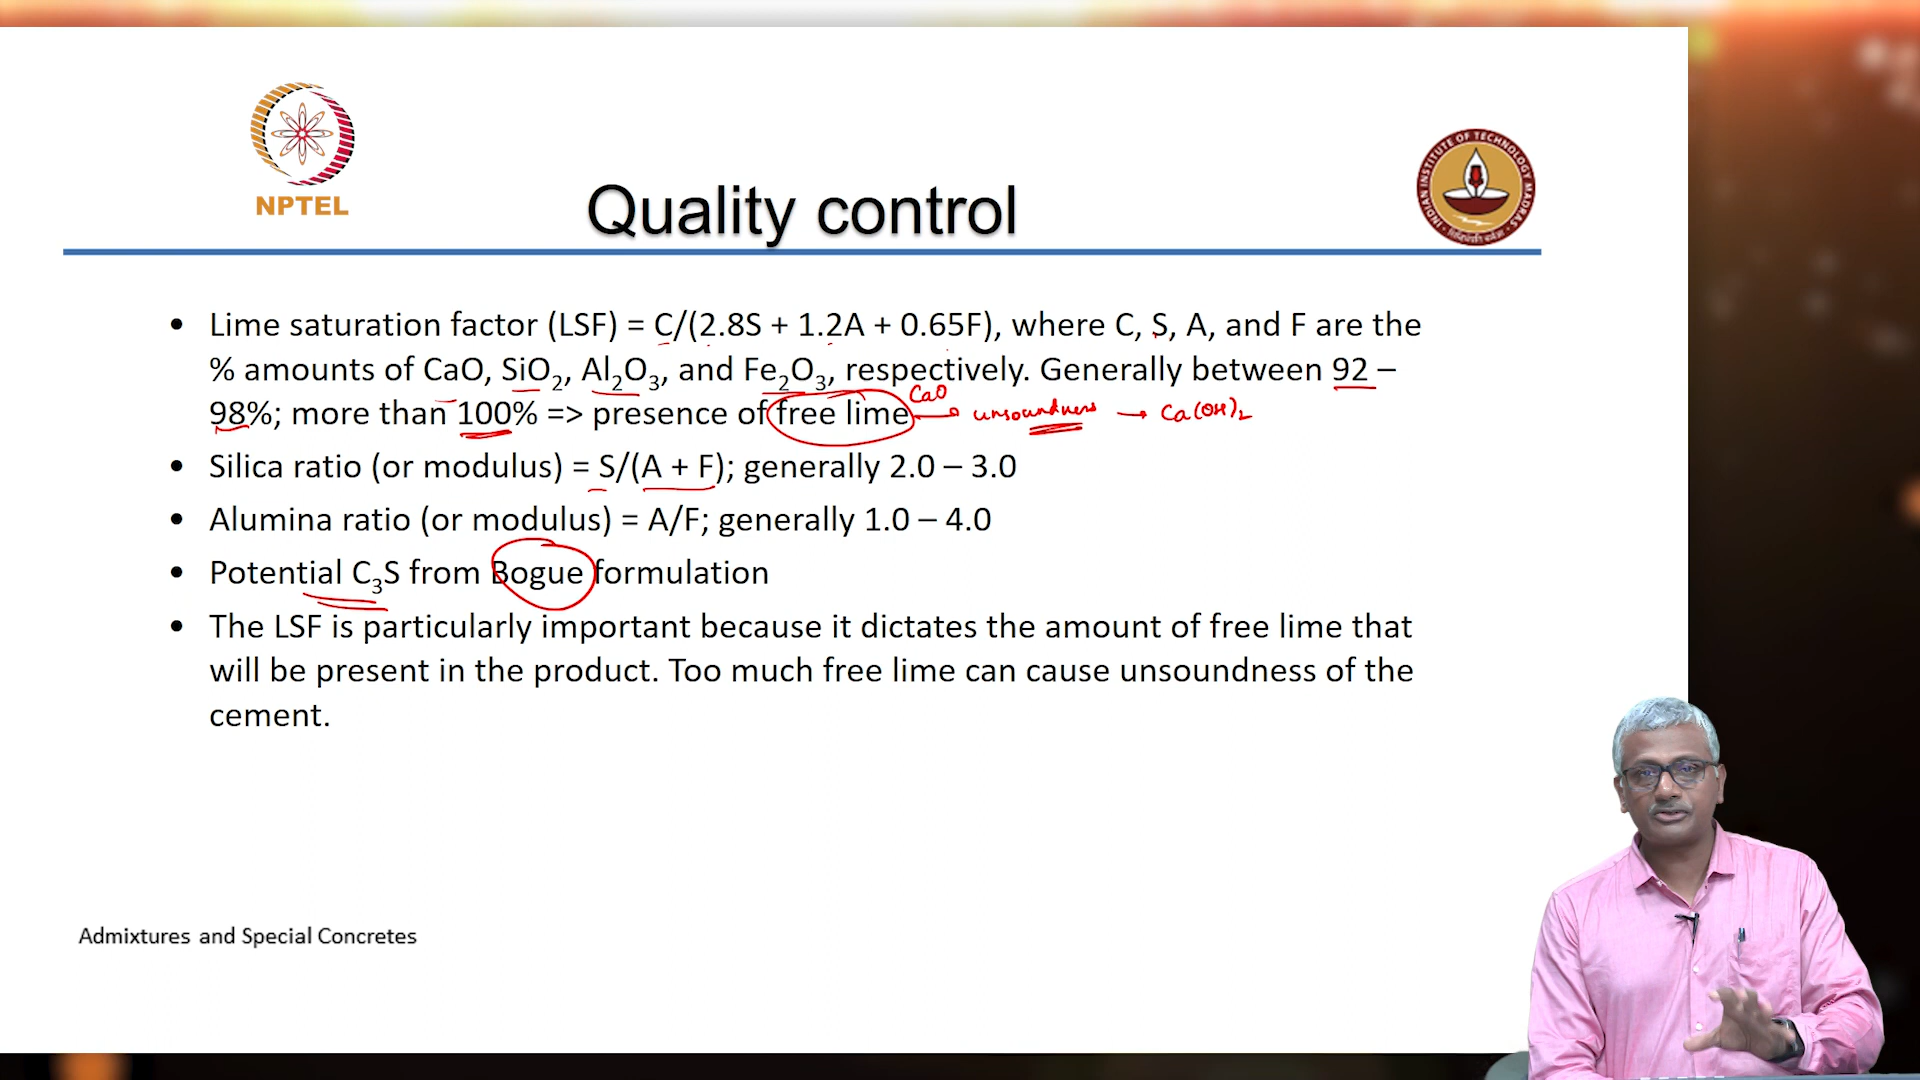 NPTEL
INDIAN INSTITUTE OF TECHNOLOGY MADRAS
Quality control
• Lime saturation factor (LSF) = C/(2.8S + 1.2A + 0.65F), where C, S, A, and F are the
% amounts of CaO, SiO₂, Al₂O₃, and Fe₂O₃, respectively. Generally between 92 –
98%; more than 100% => presence of free lime CaO → unsoundness → Ca(OH)₂
• Silica ratio (or modulus) = S/(A + F); generally 2.0 – 3.0
• Alumina ratio (or modulus) = A/F; generally 1.0 – 4.0
• Potential C₃S from Bogue formulation
• The LSF is particularly important because it dictates the amount of free lime that
will be present in the product. Too much free lime can cause unsoundness of the
cement.
Admixtures and Special Concretes